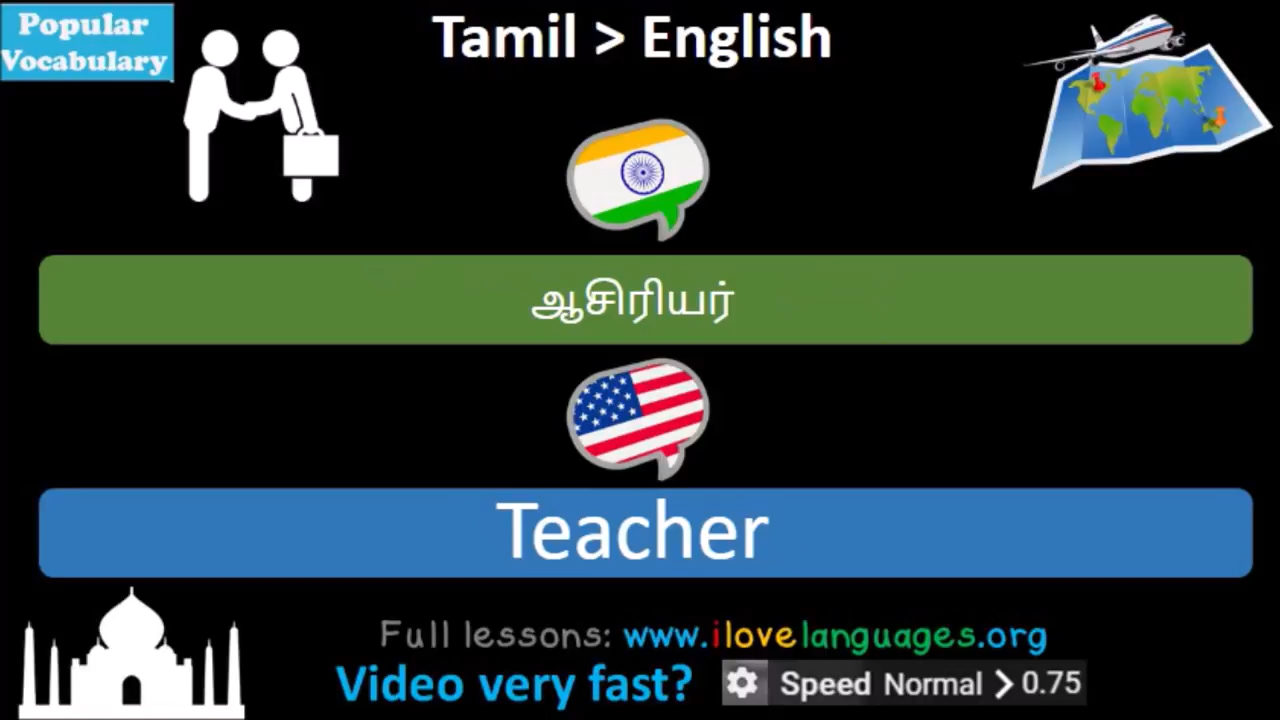 Popular
Vocabulary
Tamil > English
ஆசிரியர்
Teacher
Full lessons: www.ilovelanguages.org
Video very fast? Speed Normal > 0.75